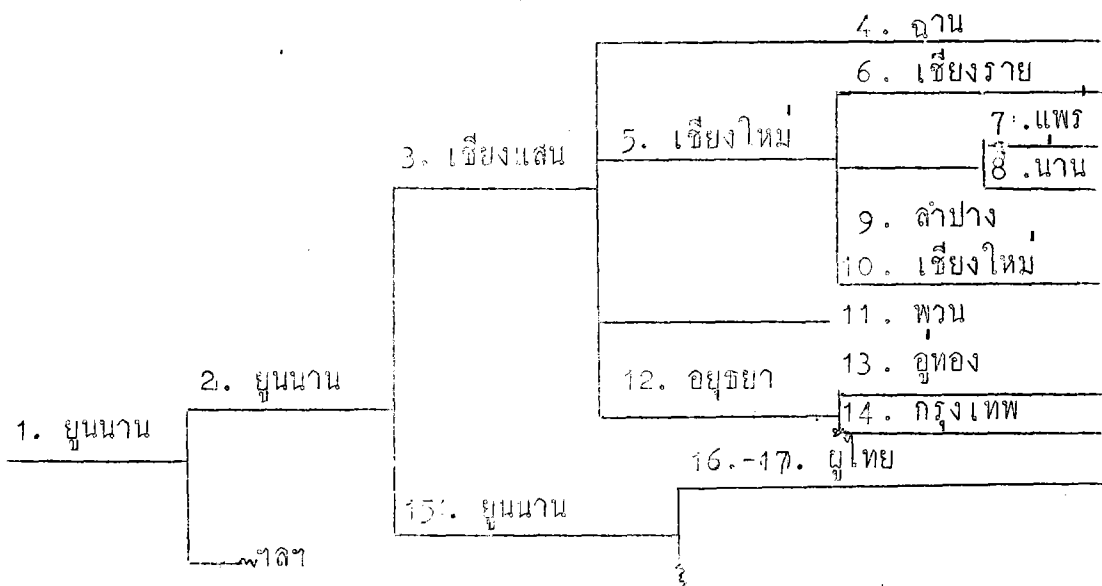 4. ฉาน
6. เชียงราย
7.แพร่
5. เชียงใหม่
3. เชียงแสน
8.นาน
9. ลำปาง
10. เชียงใหม่
11. พวน
13. อู่ทอง
12. อยุธยา
2. ยูนนาน
14. กรุงเทพ
1. ยูนนาน
16.-17. ผู้ไทย
15. ยูนนาน
ฯลฯ